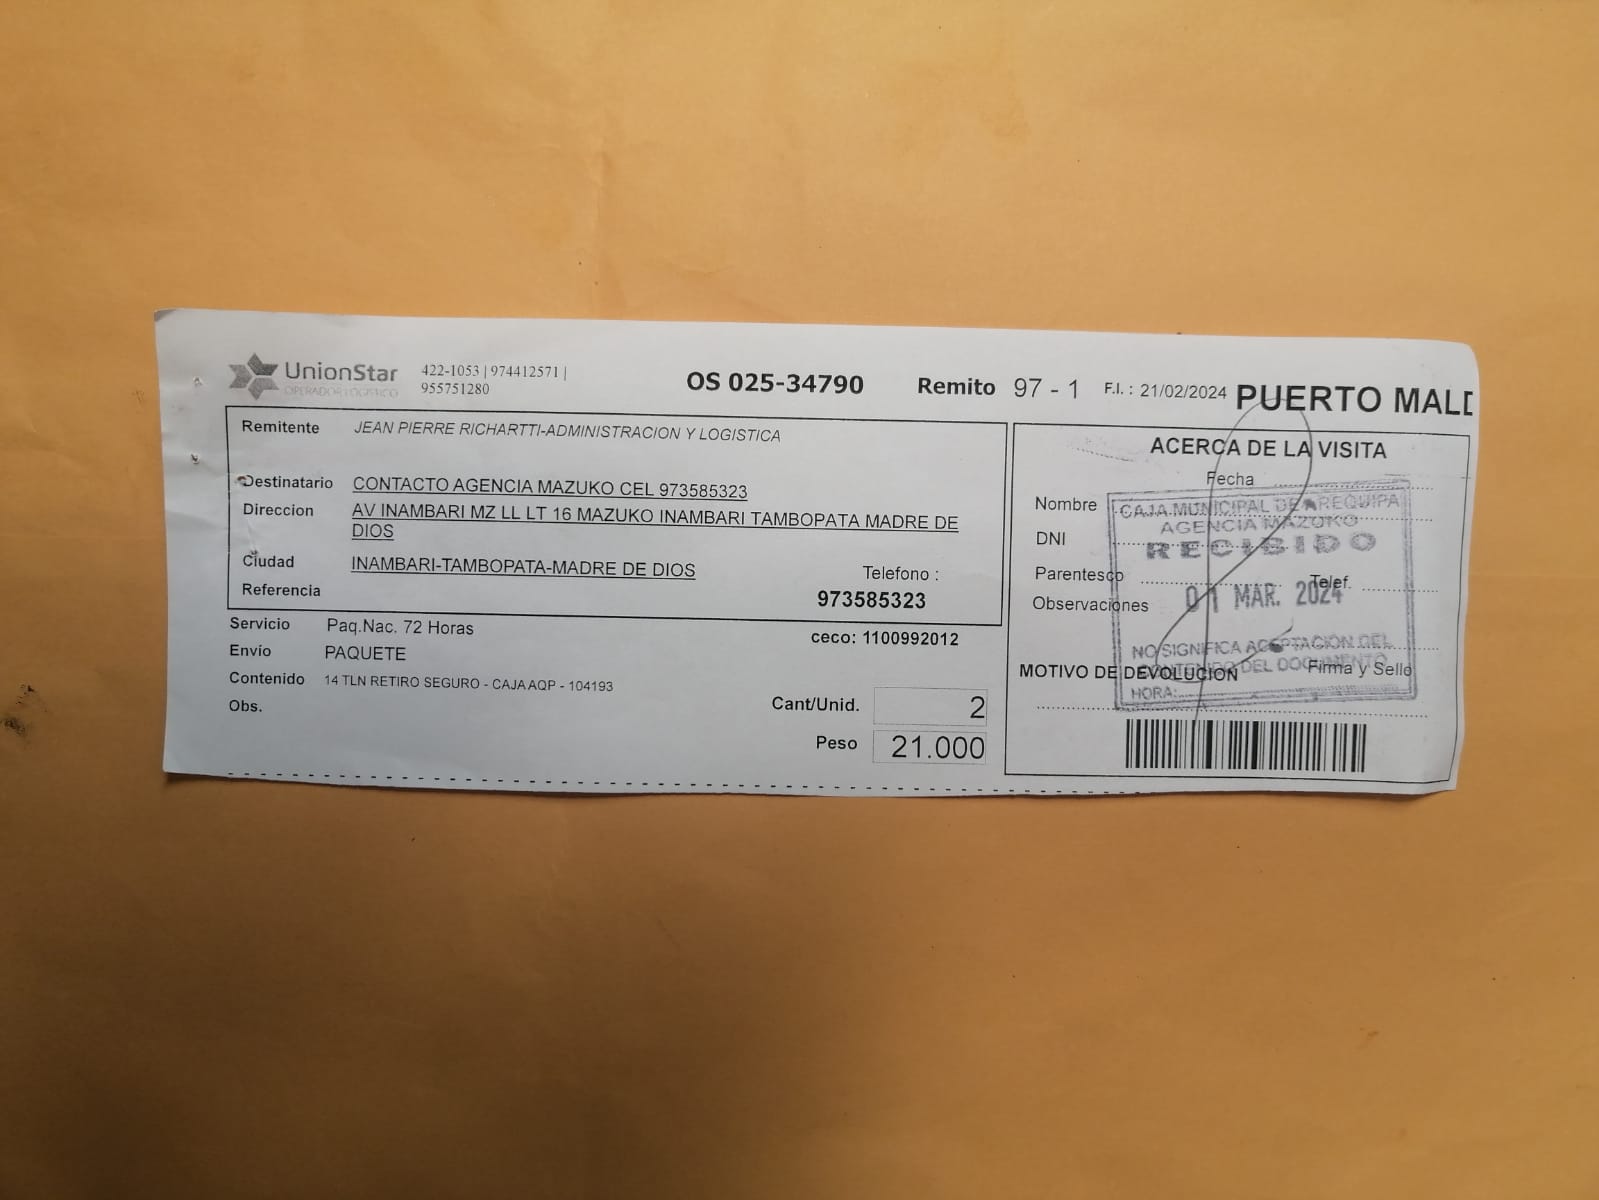 UnionStar
OPERADOR LOGISTICO
422-1053 | 974412571 |
955751280
OS 025-34790
Remito 97 - 1
F.I. : 21/02/2024
PUERTO MALD
Remitente JEAN PIERRE RICHARTTI-ADMINISTRACION Y LOGISTICA
Destinatario CONTACTO AGENCIA MAZUKO CEL 973585323
Direccion AV INAMBARI MZ LL LT 16 MAZUKO INAMBARI TAMBOPATA MADRE DE
DIOS
Ciudad INAMBARI-TAMBOPATA-MADRE DE DIOS
Telefono :
Referencia
973585323
Servicio Paq.Nac. 72 Horas
ceco: 1100992012
Envío PAQUETE
Contenido 14 TLN RETIRO SEGURO - CAJA AQP - 104193
Obs.
Cant/Unid. 2
Peso 21.000
ACERCA DE LA VISITA
Fecha
Nombre
DNI
Parentesco
Telef.
Observaciones
MOTIVO DE DEVOLUCION
Firma y Sello
CAJA MUNICIPAL DE AREQUIPA
AGENCIA MAZUKO
RECIBIDO
01 MAR. 2024
NO SIGNIFICA ACEPTACION DEL
CONTENIDO DEL DOCUMENTO
HORA: